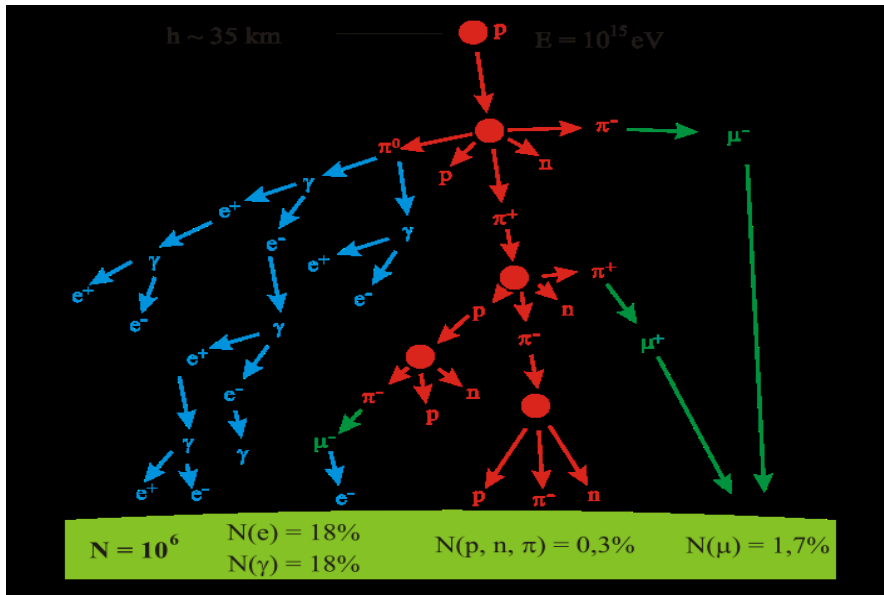 h ~ 35 km
p
E = 10¹⁵ eV
π⁰
π⁻
μ⁻
p
n
γ
e⁺
π⁺
e⁻
γ
γ
e⁺
π⁺
e⁺
e⁻
p
n
e⁻
γ
π⁻
μ⁺
e⁺
e⁻
π⁻
n
p
γ
μ⁻
γ
e⁺
e⁻
e⁻
p
π⁻
n
N = 10⁶
N(e) = 18%
N(γ) = 18%
N(p, n, π) = 0,3%
N(μ) = 1,7%